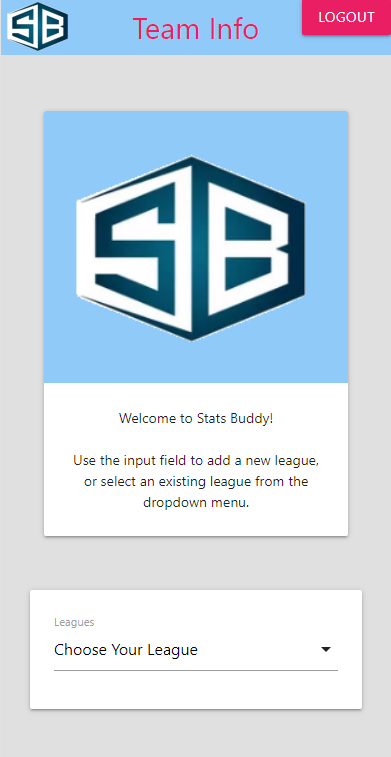 SB
Team Info
LOGOUT
SB
Welcome to Stats Buddy!
Use the input field to add a new league,
or select an existing league from the
dropdown menu.
Leagues
Choose Your League